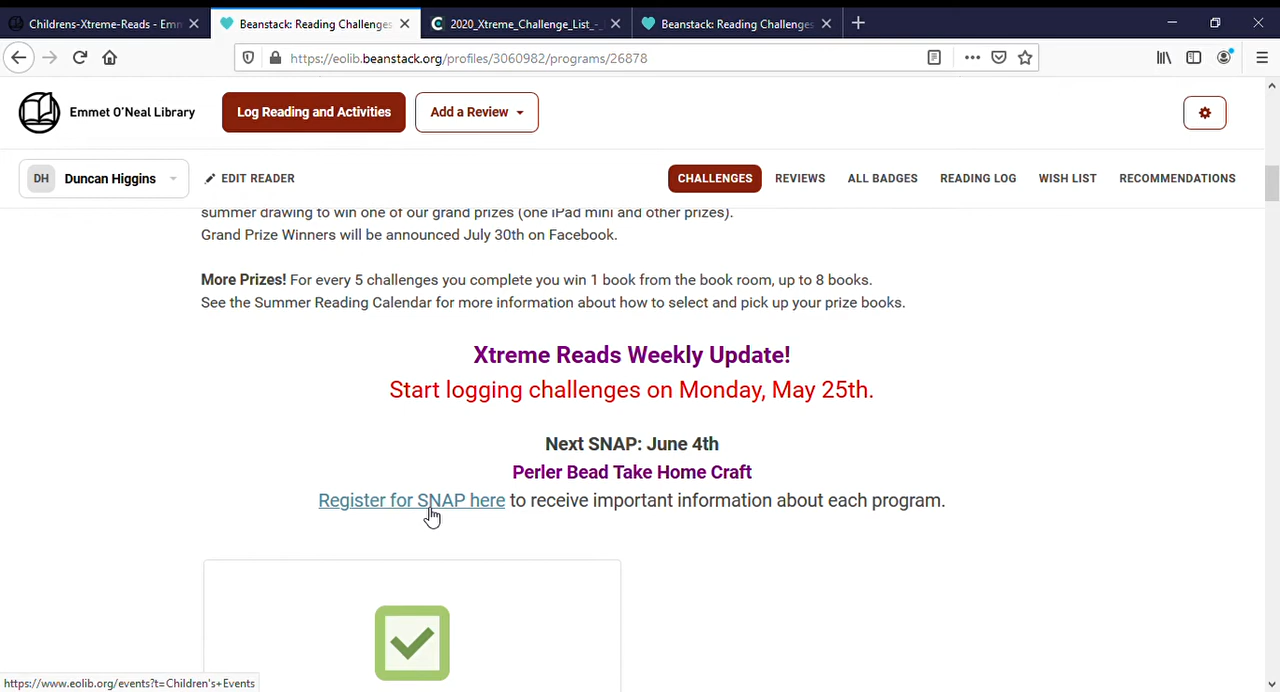 Childrens-Xtreme-Reads - Emm
Beanstack: Reading Challenges
2020_Xtreme_Challenge_List_-
Beanstack: Reading Challenges
https://eolib.beanstack.org/profiles/3060982/programs/26878
Emmet O'Neal Library
Log Reading and Activities
Add a Review
DH
Duncan Higgins
EDIT READER
CHALLENGES
REVIEWS
ALL BADGES
READING LOG
WISH LIST
RECOMMENDATIONS
summer drawing to win one of our grand prizes (one iPad mini and other prizes).
Grand Prize Winners will be announced July 30th on Facebook.
More Prizes! For every 5 challenges you complete you win 1 book from the book room, up to 8 books.
See the Summer Reading Calendar for more information about how to select and pick up your prize books.
Xtreme Reads Weekly Update!
Start logging challenges on Monday, May 25th.
Next SNAP: June 4th
Perler Bead Take Home Craft
Register for SNAP here to receive important information about each program.
https://www.eolib.org/events?t=Children's+Events